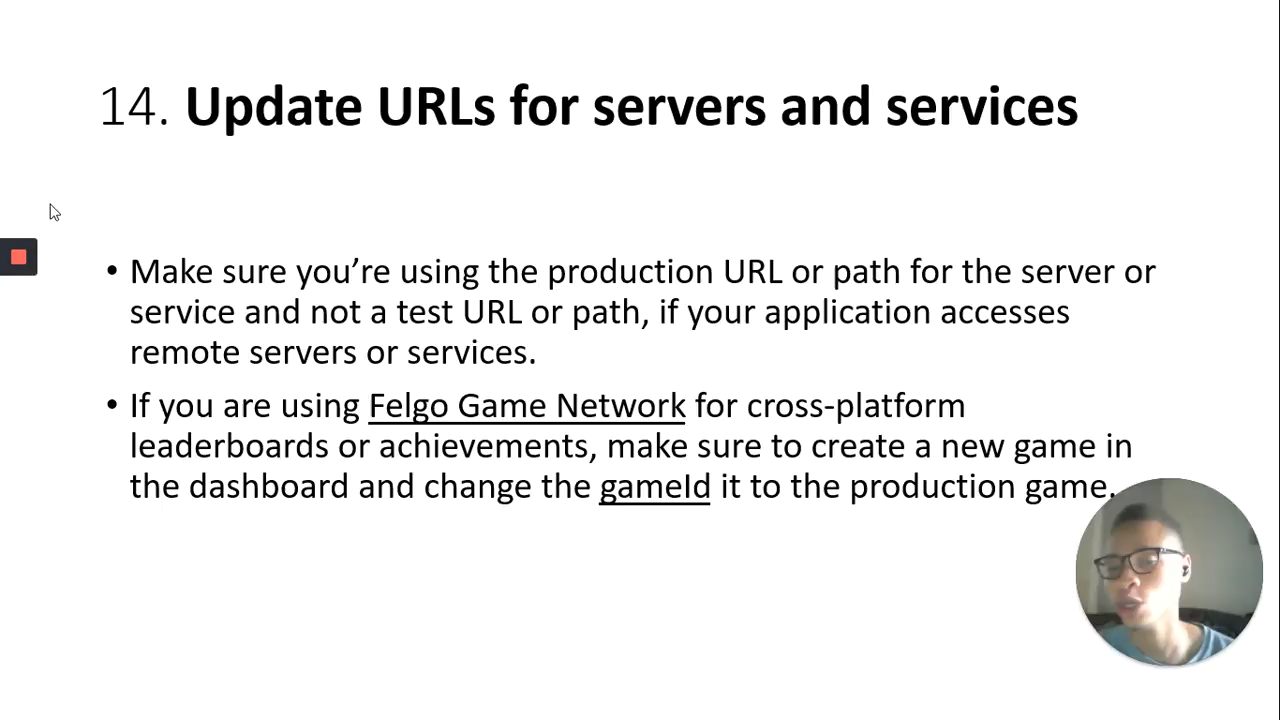 14. Update URLs for servers and services
• Make sure you’re using the production URL or path for the server or
service and not a test URL or path, if your application accesses
remote servers or services.
• If you are using Felgo Game Network for cross-platform
leaderboards or achievements, make sure to create a new game in
the dashboard and change the gameId it to the production game.